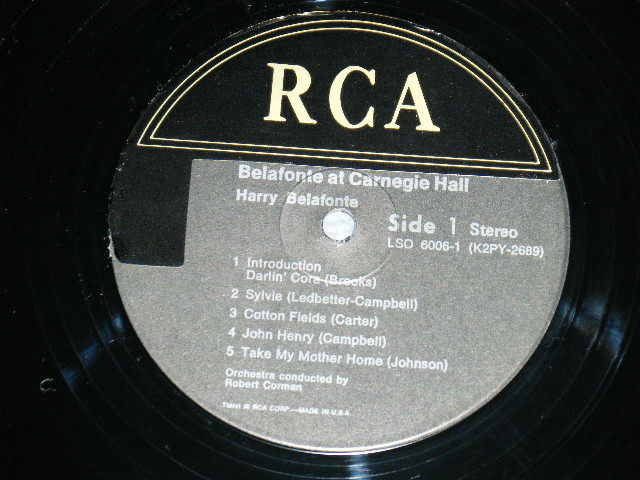 RCA
Belafonte at Carnegie Hall
Harry Belafonte
Side 1 Stereo
LSO 6006-1 (K2PY-2689)
1 Introduction
Darlin' Cora (Brooks)
2 Sylvie (Ledbetter-Campbell)
3 Cotton Fields (Carter)
4 John Henry (Campbell)
5 Take My Mother Home (Johnson)
Orchestra conducted by
Robert Corman
TM(s) ® RCA CORP.—MADE IN U.S.A